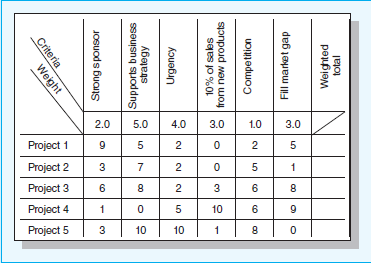 Criteria
Weight
Strong sponsor
Supports business
strategy
Urgency
10% of sales
from new products
Competition
Fill market gap
Weighted
total
2.0 5.0 4.0 3.0 1.0 3.0
Project 1 9 5 2 0 2 5
Project 2 3 7 2 0 5 1
Project 3 6 8 2 3 6 8
Project 4 1 0 5 10 6 9
Project 5 3 10 10 1 8 0